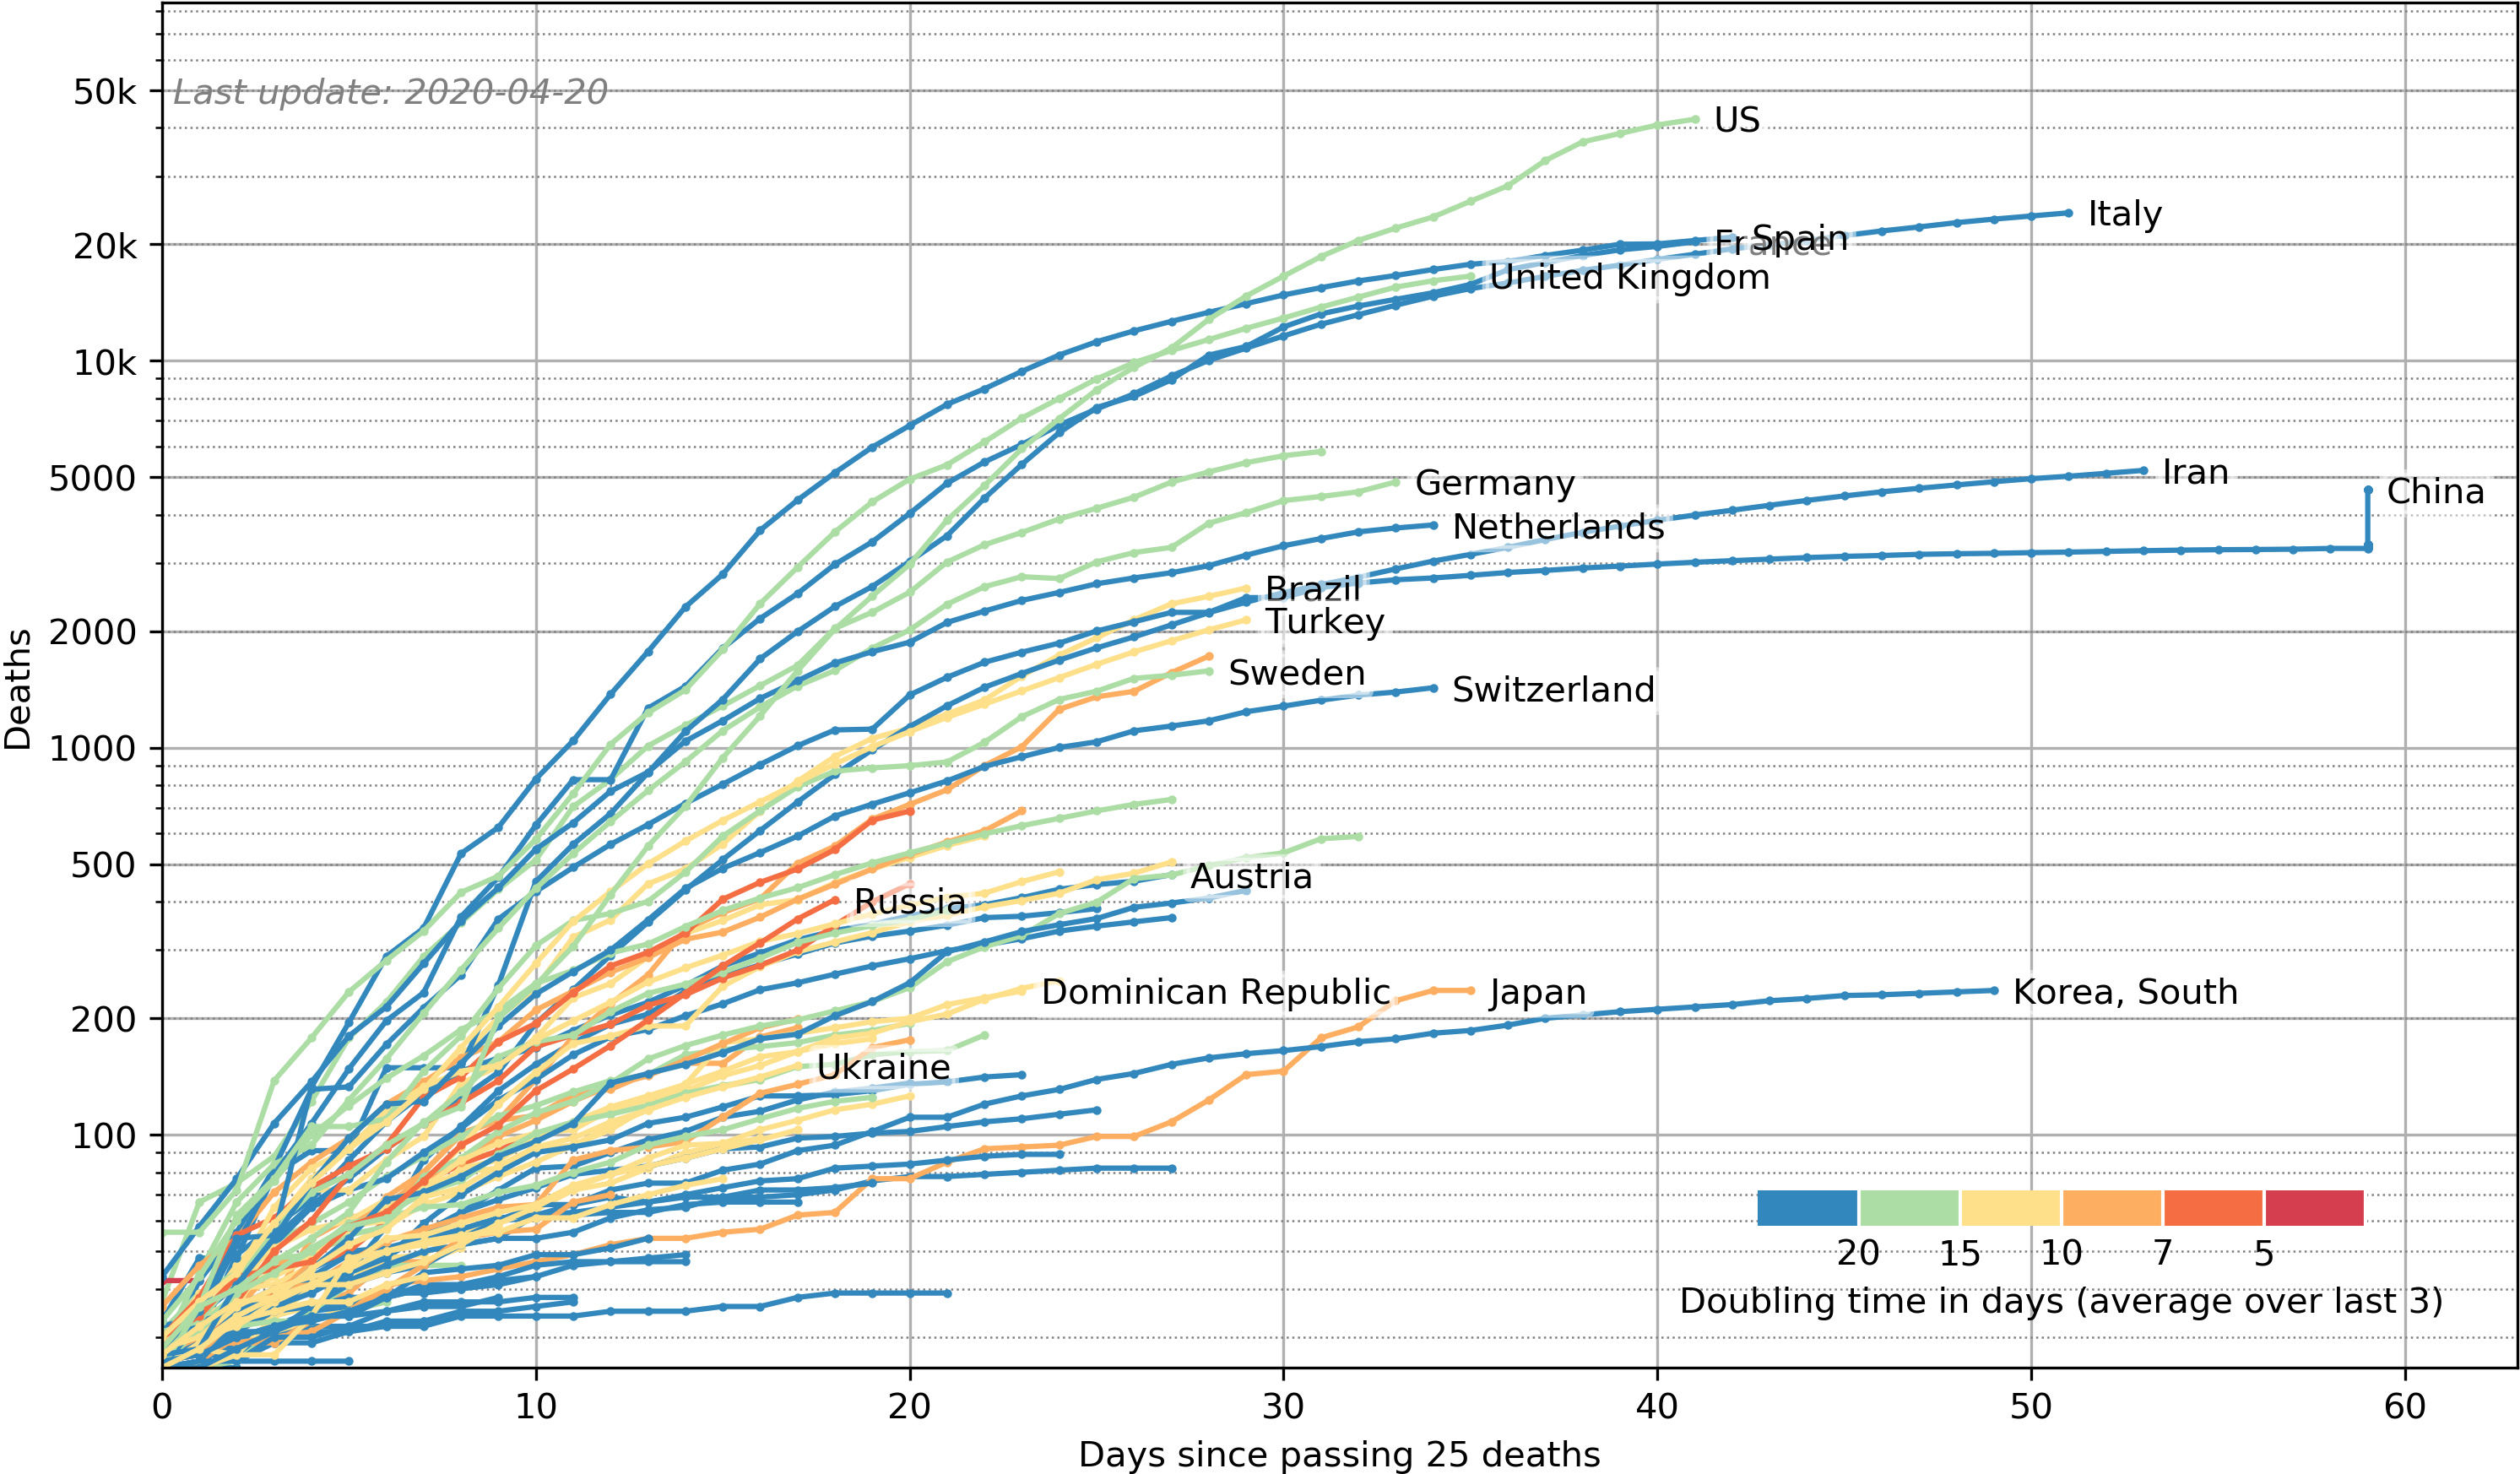 Last update: 2020-04-20
50k
20k
10k
5000
2000
1000
500
200
100
Deaths
US
Italy
Spain
France
United Kingdom
Iran
Germany
China
Netherlands
Brazil
Turkey
Sweden
Switzerland
Austria
Russia
Dominican Republic
Japan
Korea, South
Ukraine
20 15 10 7 5
Doubling time in days (average over last 3)
0 10 20 30 40 50 60
Days since passing 25 deaths